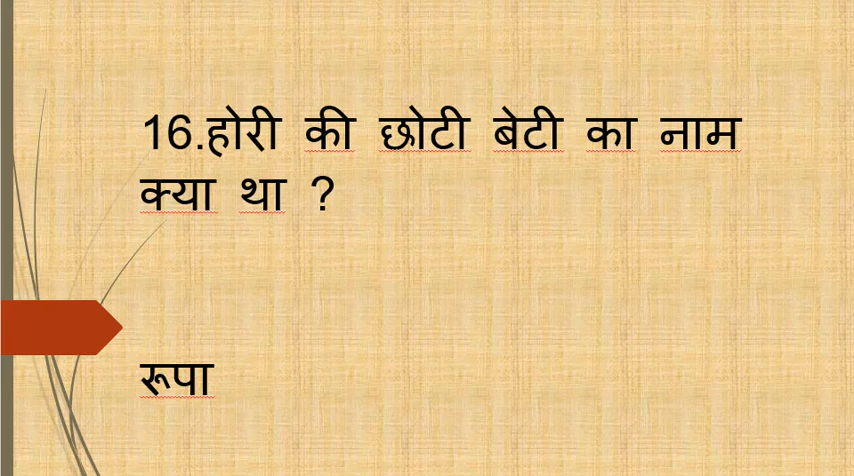 16.होरी की छोटी बेटी का नाम
क्या था ?
रूपा